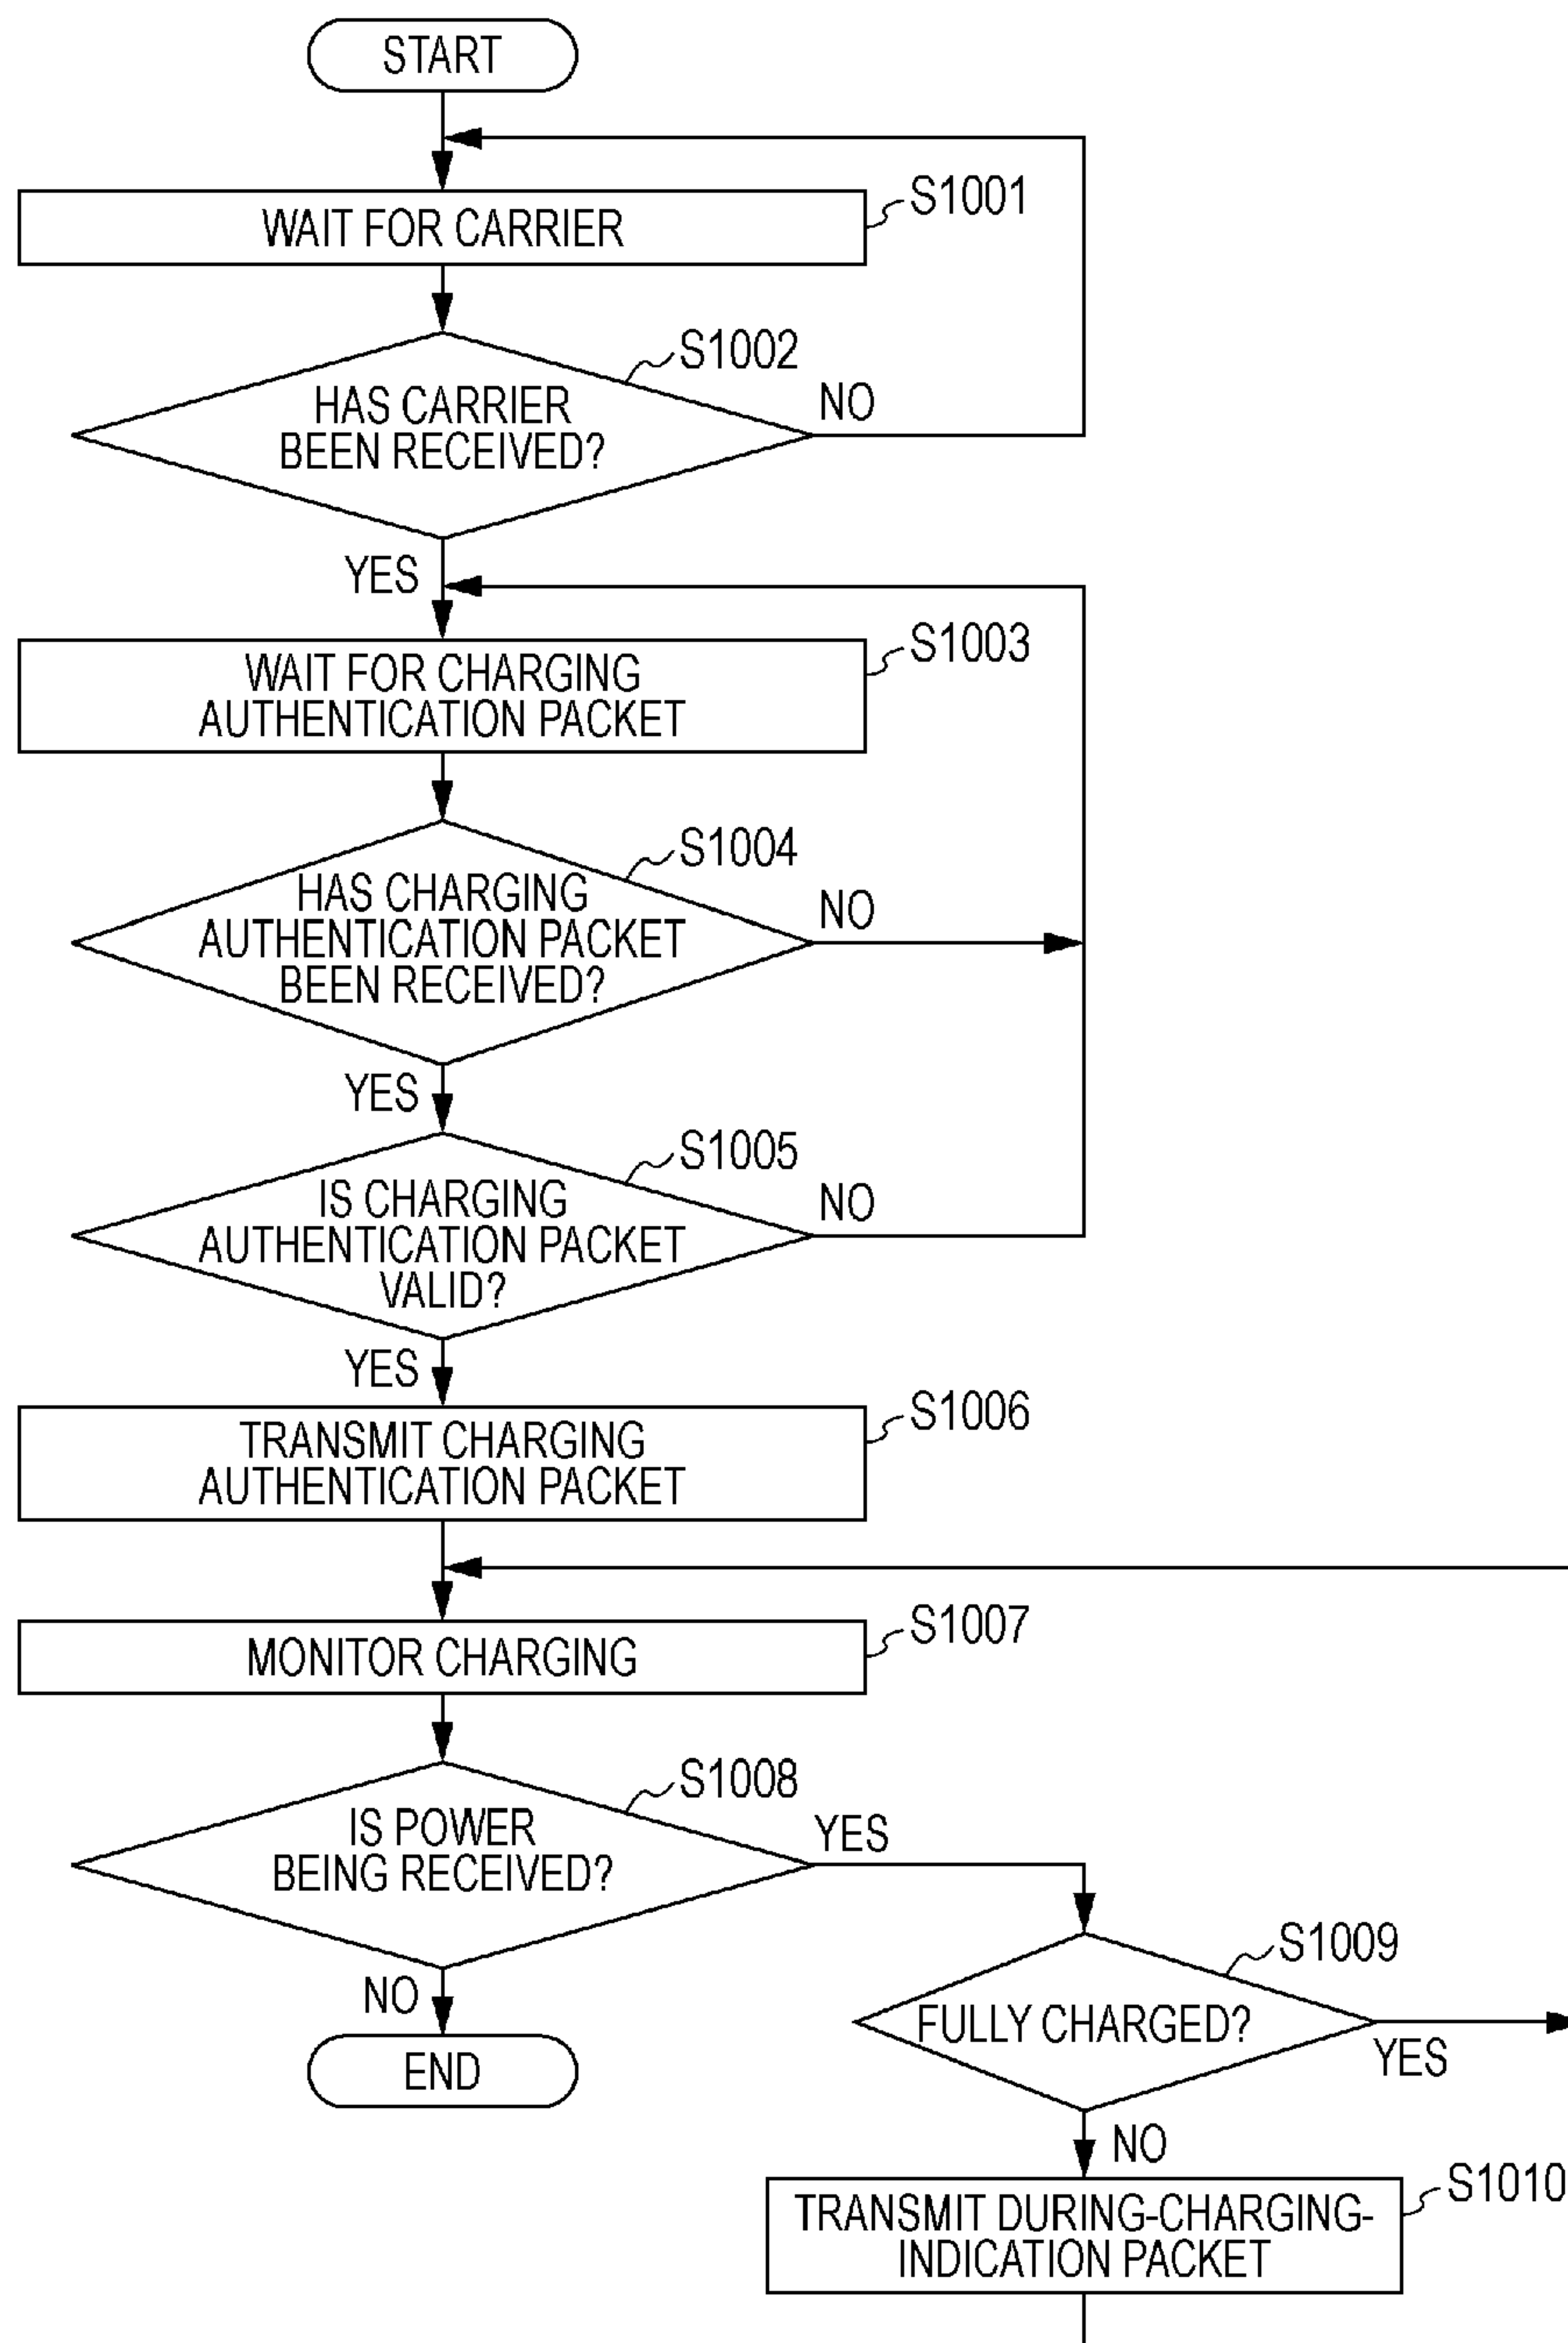 START
S1001
WAIT FOR CARRIER
S1002
HAS CARRIER
BEEN RECEIVED?
NO
YES
S1003
WAIT FOR CHARGING
AUTHENTICATION PACKET
S1004
HAS CHARGING
AUTHENTICATION PACKET
BEEN RECEIVED?
NO
YES
S1005
IS CHARGING
AUTHENTICATION PACKET
VALID?
NO
YES
S1006
TRANSMIT CHARGING
AUTHENTICATION PACKET
S1007
MONITOR CHARGING
S1008
IS POWER
BEING RECEIVED?
YES
NO
END
S1009
FULLY CHARGED?
YES
NO
S1010
TRANSMIT DURING-CHARGING-
INDICATION PACKET